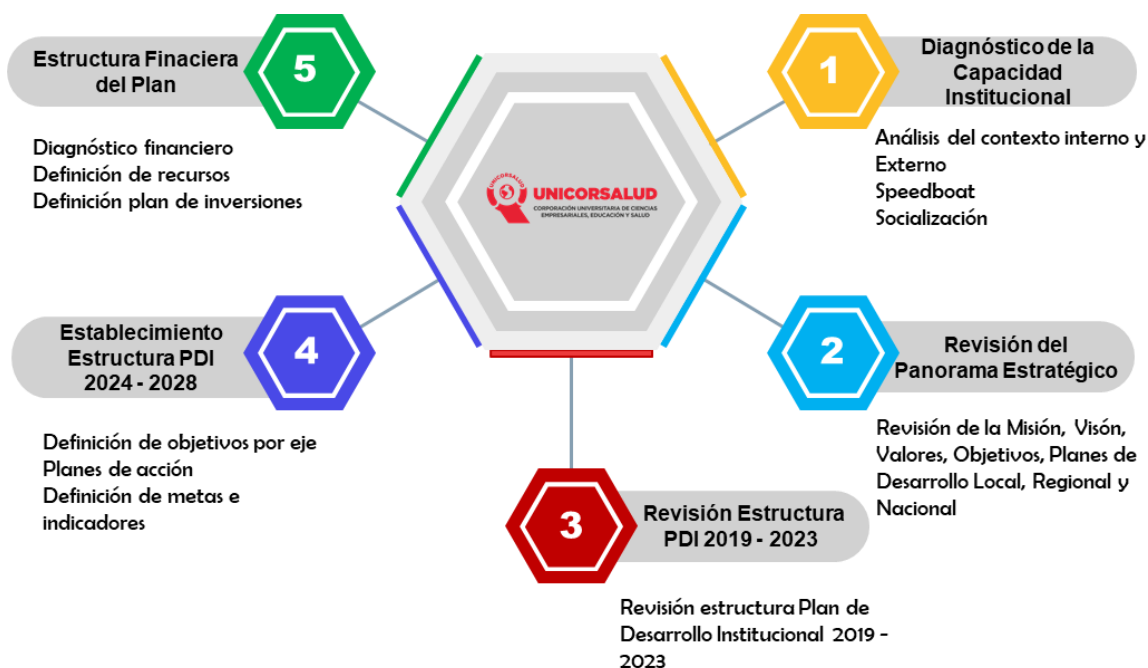 1
Diagnóstico de la
Capacidad
Institucional
Análisis del contexto interno y
Externo
Speedboat
Socialización
2
Revisión del
Panorama Estratégico
Revisión de la Misión, Visón,
Valores, Objetivos, Planes de
Desarrollo Local, Regional y
Nacional
3
Revisión Estructura
PDI 2019 - 2023
Revisión estructura Plan de
Desarrollo Institucional 2019 -
2023
4
Establecimiento
Estructura PDI
2024 - 2028
Definición de objetivos por eje
Planes de acción
Definición de metas e
indicadores
5
Estructura Finaciera
del Plan
Diagnóstico financiero
Definición de recursos
Definición plan de inversiones
UNICORSALUD
UNICORSALUD
CORPORACIÓN UNIVERSITARIA DE CIENCIAS
EMPRESARIALES, EDUCACIÓN Y SALUD